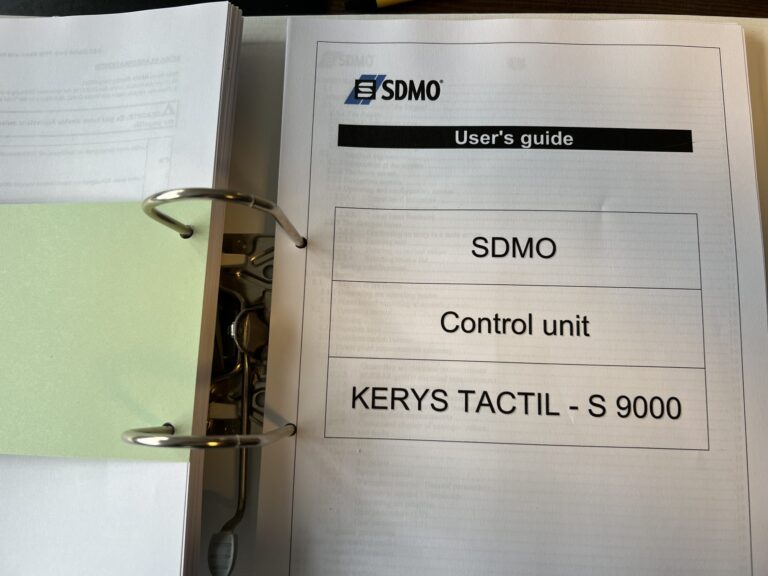 SDMO
User's guide
SDMO
Control unit
KERYS TACTIL - S 9000